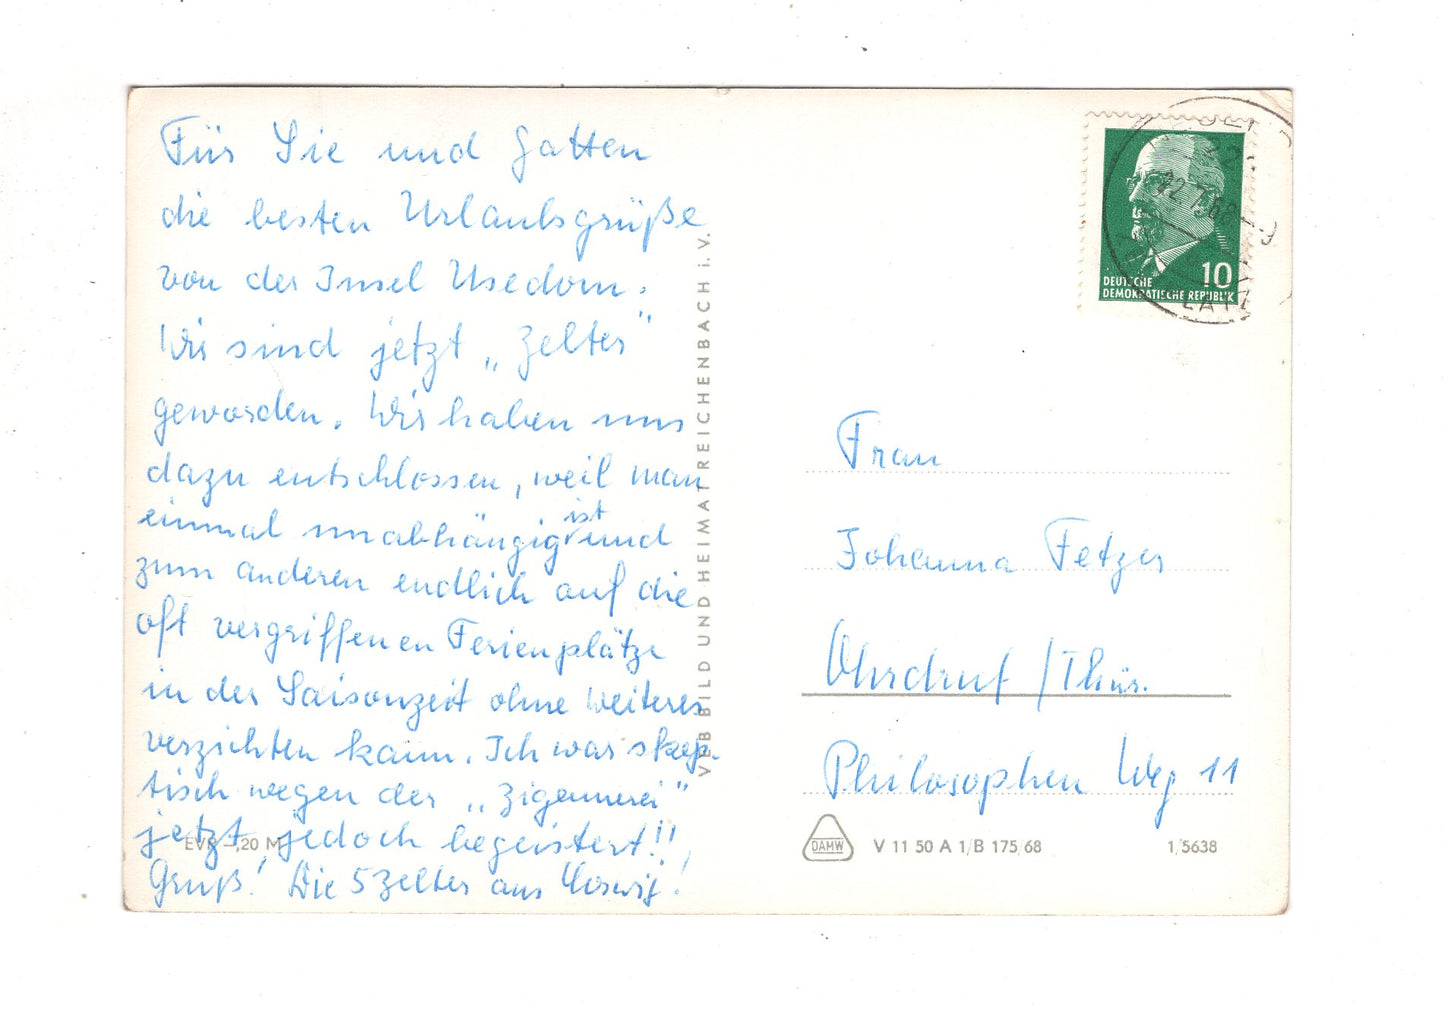 Für Sie und Gatten
die besten Urlaubsgrüße
von der Insel Usedom.
Wir sind jetzt „Zelter"
geworden. Wir haben uns
dazu entschlossen, weil man
einmal unabhängig ist und
zum anderen endlich auf die
oft vergriffenen Ferienplätze
in der Saisonzeit ohne weiteres
verzichten kann. Ich war skep-
tisch wegen der „Zigeunerei"
jetzt jedoch begeistert!!,
Gruß! Die 5 Zelter aus
EVP -,20 M
VEB BILD UND HEIMAT REICHENBACH i. V.
10
DEUTSCHE
DEMOKRATISCHE REPUBLIK
Frau
Johanna Fetzer
Ohrdruf /Thür.
Philosophen Weg 11
DAMW
V 11 50 A 1/B 175/68
1/5638